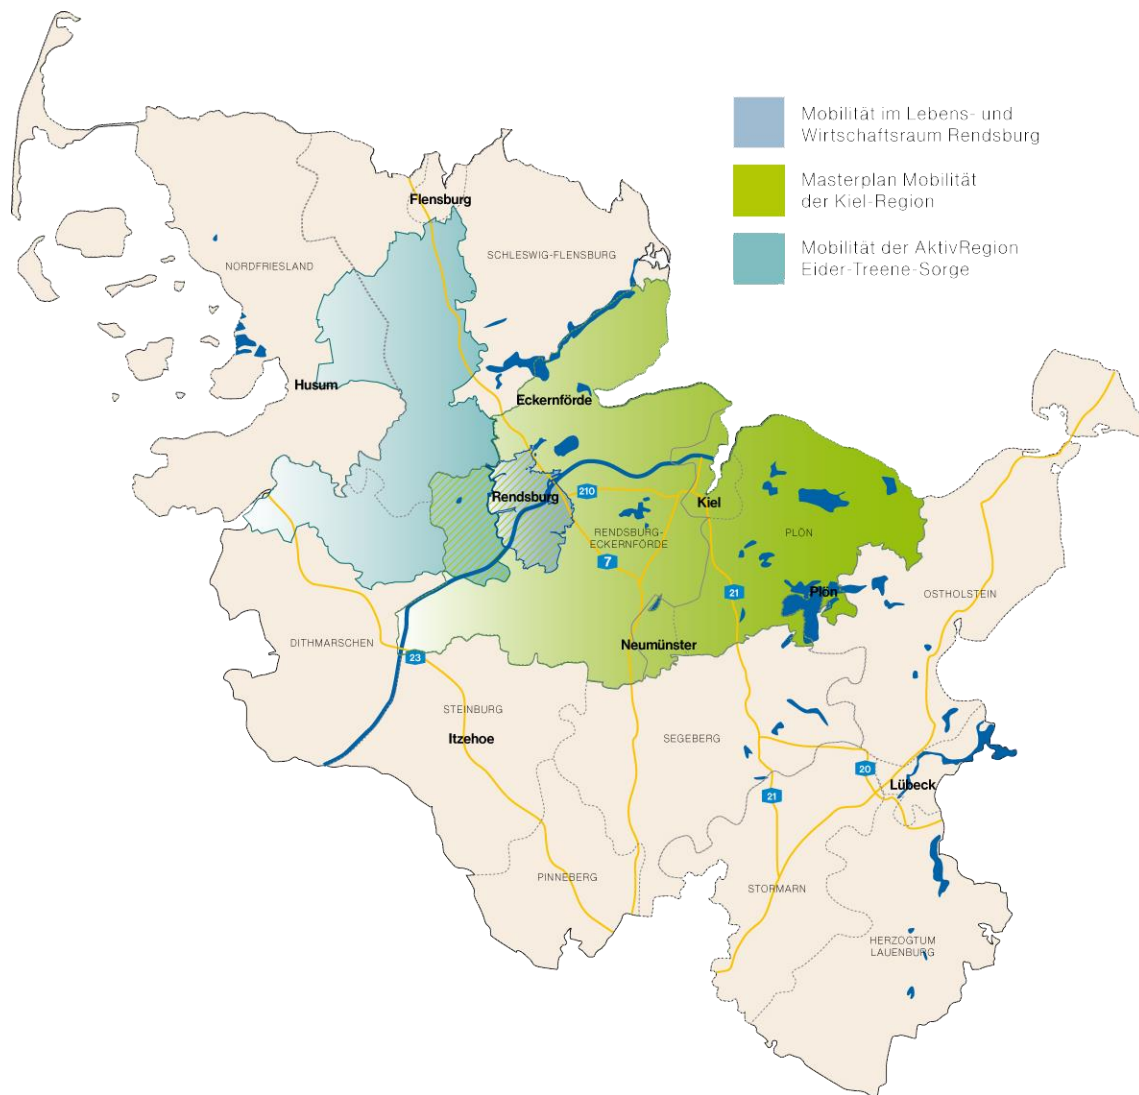 Mobilität im Lebens- und
Wirtschaftsraum Rendsburg
Masterplan Mobilität
der Kiel-Region
Mobilität der AktivRegion
Eider-Treene-Sorge
Flensburg
SCHLESWIG-FLENSBURG
NORDFRIESLAND
Husum
Eckernförde
Rendsburg
210
Kiel
RENDSBURG-
ECKERNFÖRDE
PLÖN
7
21
Plön
OSTHOLSTEIN
DITHMARSCHEN
Neumünster
23
STEINBURG
Itzehoe
SEGEBERG
20
Lübeck
21
PINNEBERG
STORMARN
HERZOGTUM
LAUENBURG